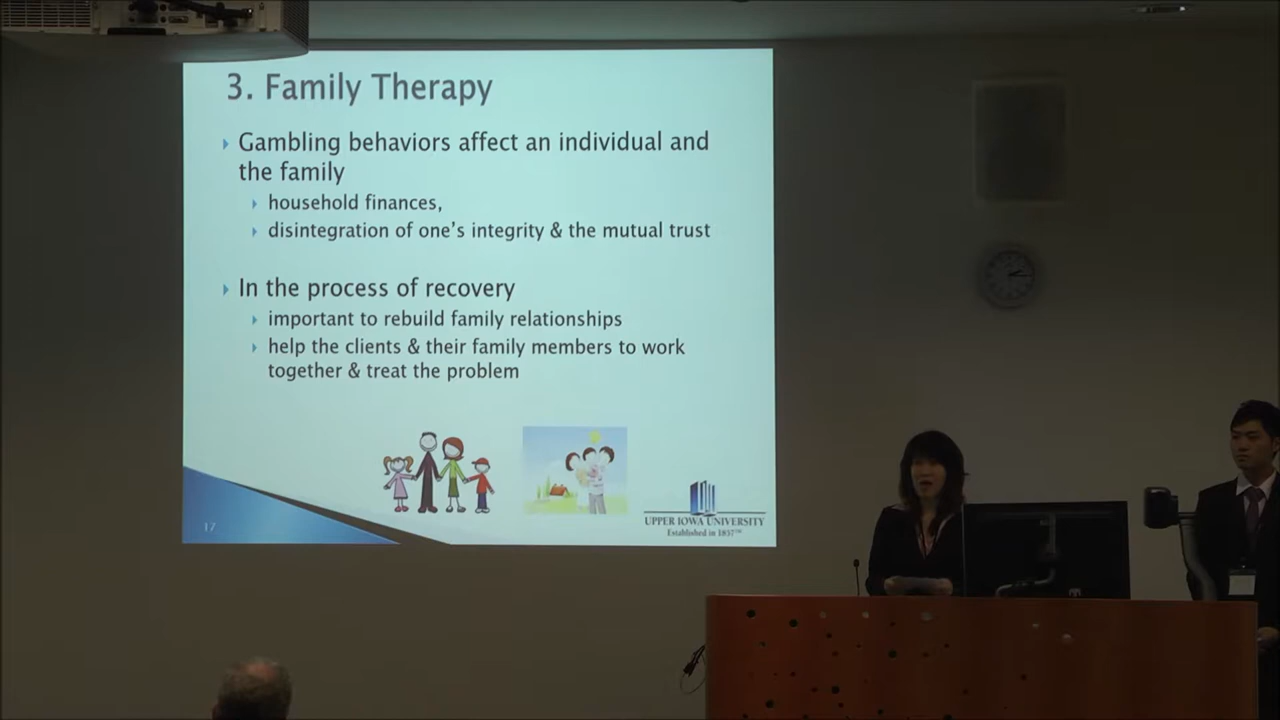 3. Family Therapy
Gambling behaviors affect an individual and
the family
household finances,
disintegration of one's integrity & the mutual trust
In the process of recovery
important to rebuild family relationships
help the clients & their family members to work
together & treat the problem
UPPER IOWA UNIVERSITY
Established in 1857™
17